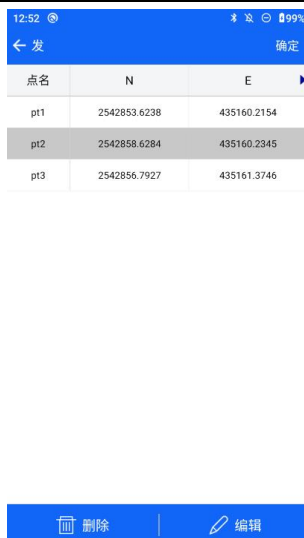 12:52 99%
发 确定
点名 N E
pt1 2542853.6238 435160.2154
pt2 2542858.6284 435160.2345
pt3 2542856.7927 435161.3746
删除 编辑